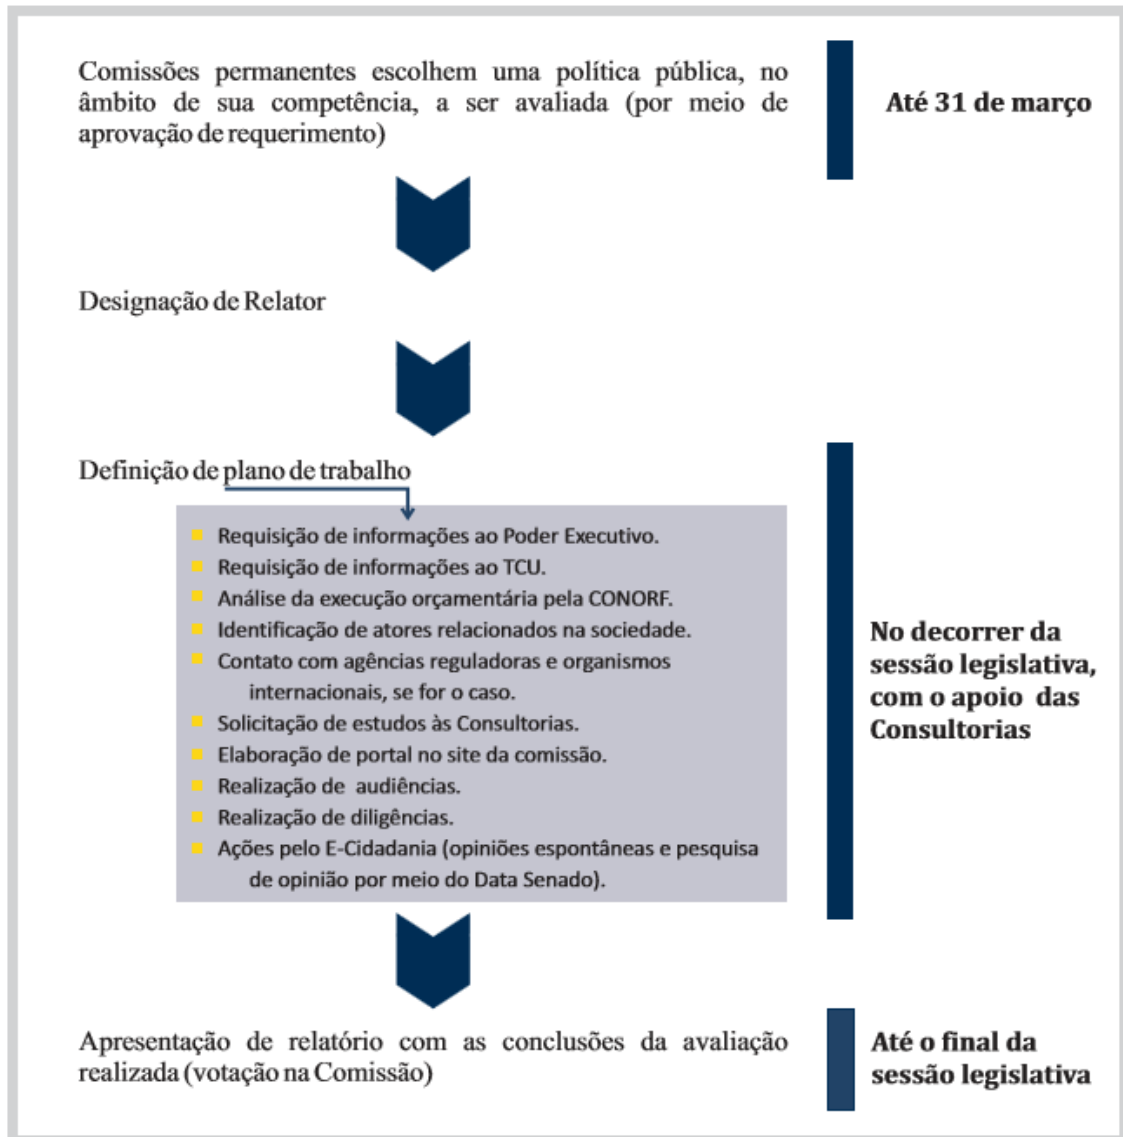 Comissões permanentes escolhem uma política pública, no
âmbito de sua competência, a ser avaliada (por meio de
aprovação de requerimento)
Até 31 de março
Designação de Relator
Definição de plano de trabalho
Requisição de informações ao Poder Executivo.
Requisição de informações ao TCU.
Análise da execução orçamentária pela CONORF.
Identificação de atores relacionados na sociedade.
Contato com agências reguladoras e organismos
internacionais, se for o caso.
Solicitação de estudos às Consultorias.
Elaboração de portal no site da comissão.
Realização de audiências.
Realização de diligências.
Ações pelo E-Cidadania (opiniões espontâneas e pesquisa
de opinião por meio do Data Senado).
No decorrer da
sessão legislativa,
com o apoio das
Consultorias
Apresentação de relatório com as conclusões da avaliação
realizada (votação na Comissão)
Até o final da
sessão legislativa